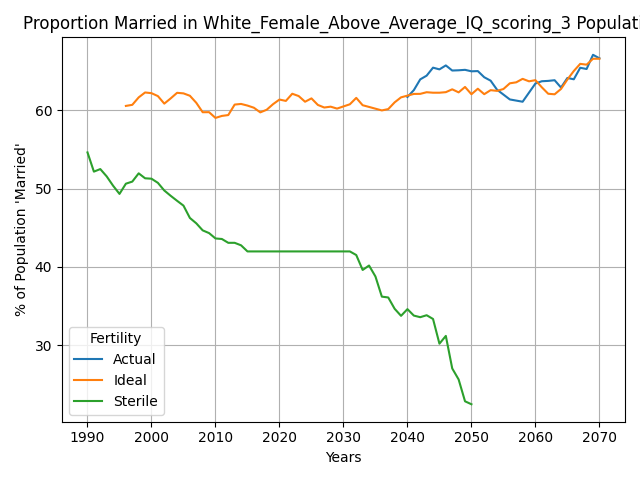 Proportion Married in White_Female_Above_Average_IQ_scoring_3 Populati
% of Population 'Married'
60
50
40
30
Fertility
Actual
Ideal
Sterile
1990 2000 2010 2020 2030 2040 2050 2060 2070
Years